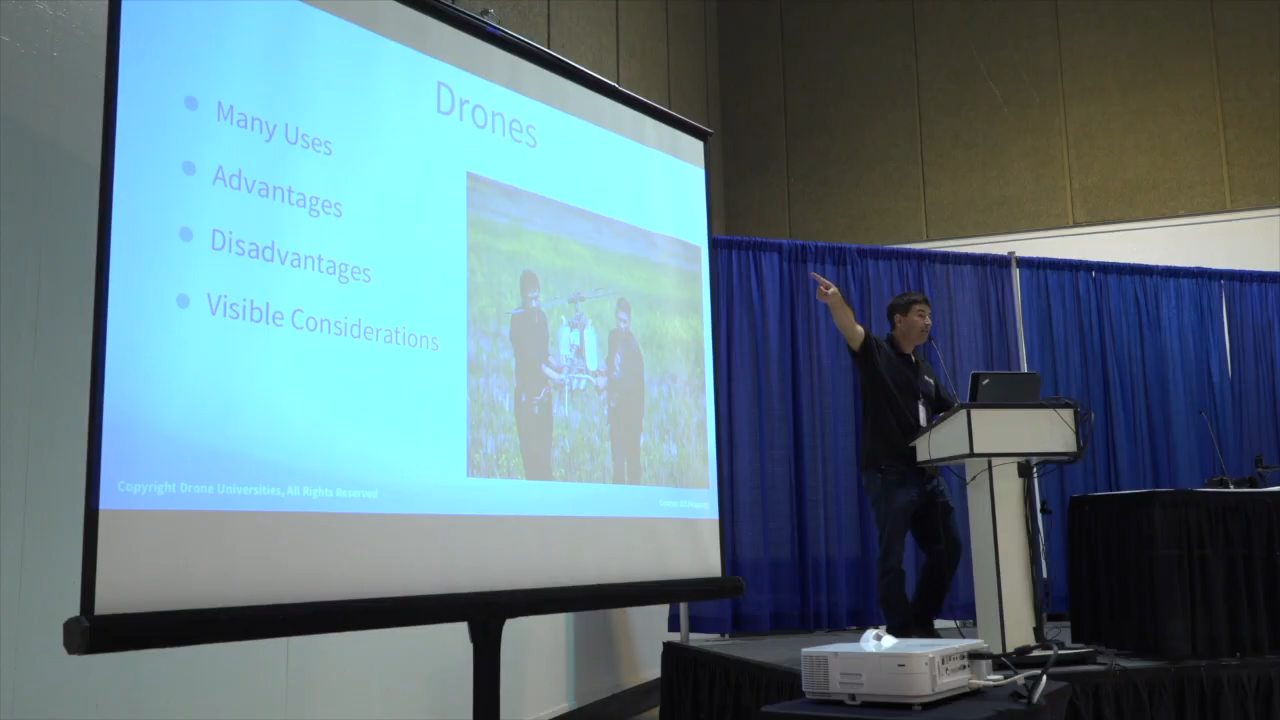 Drones
Many Uses
Advantages
Disadvantages
Visible Considerations
Copyright Drone Universities, All Rights Reserved